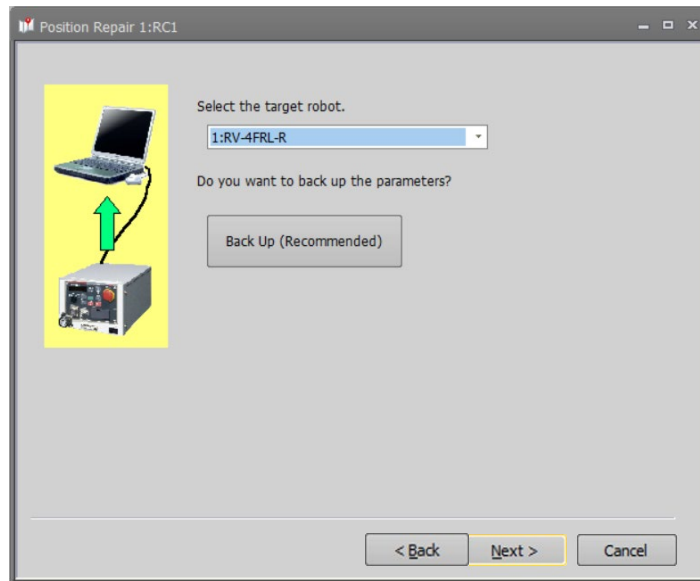 Position Repair 1:RC1
Select the target robot.
1:RV-4FRL-R
Do you want to back up the parameters?
Back Up (Recommended)
< Back
Next >
Cancel